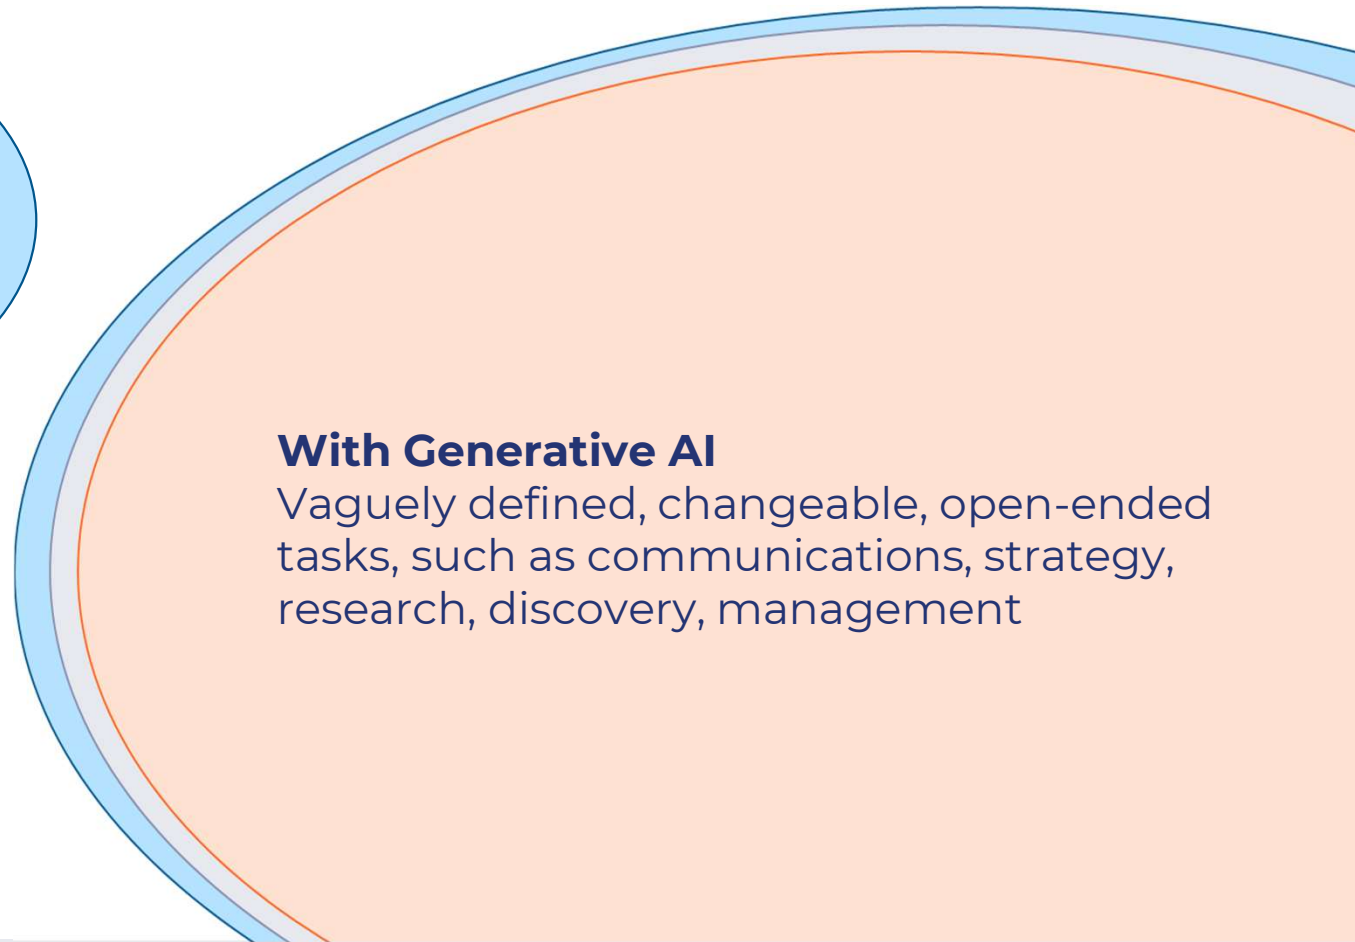 With Generative AI
Vaguely defined, changeable, open-ended
tasks, such as communications, strategy,
research, discovery, management